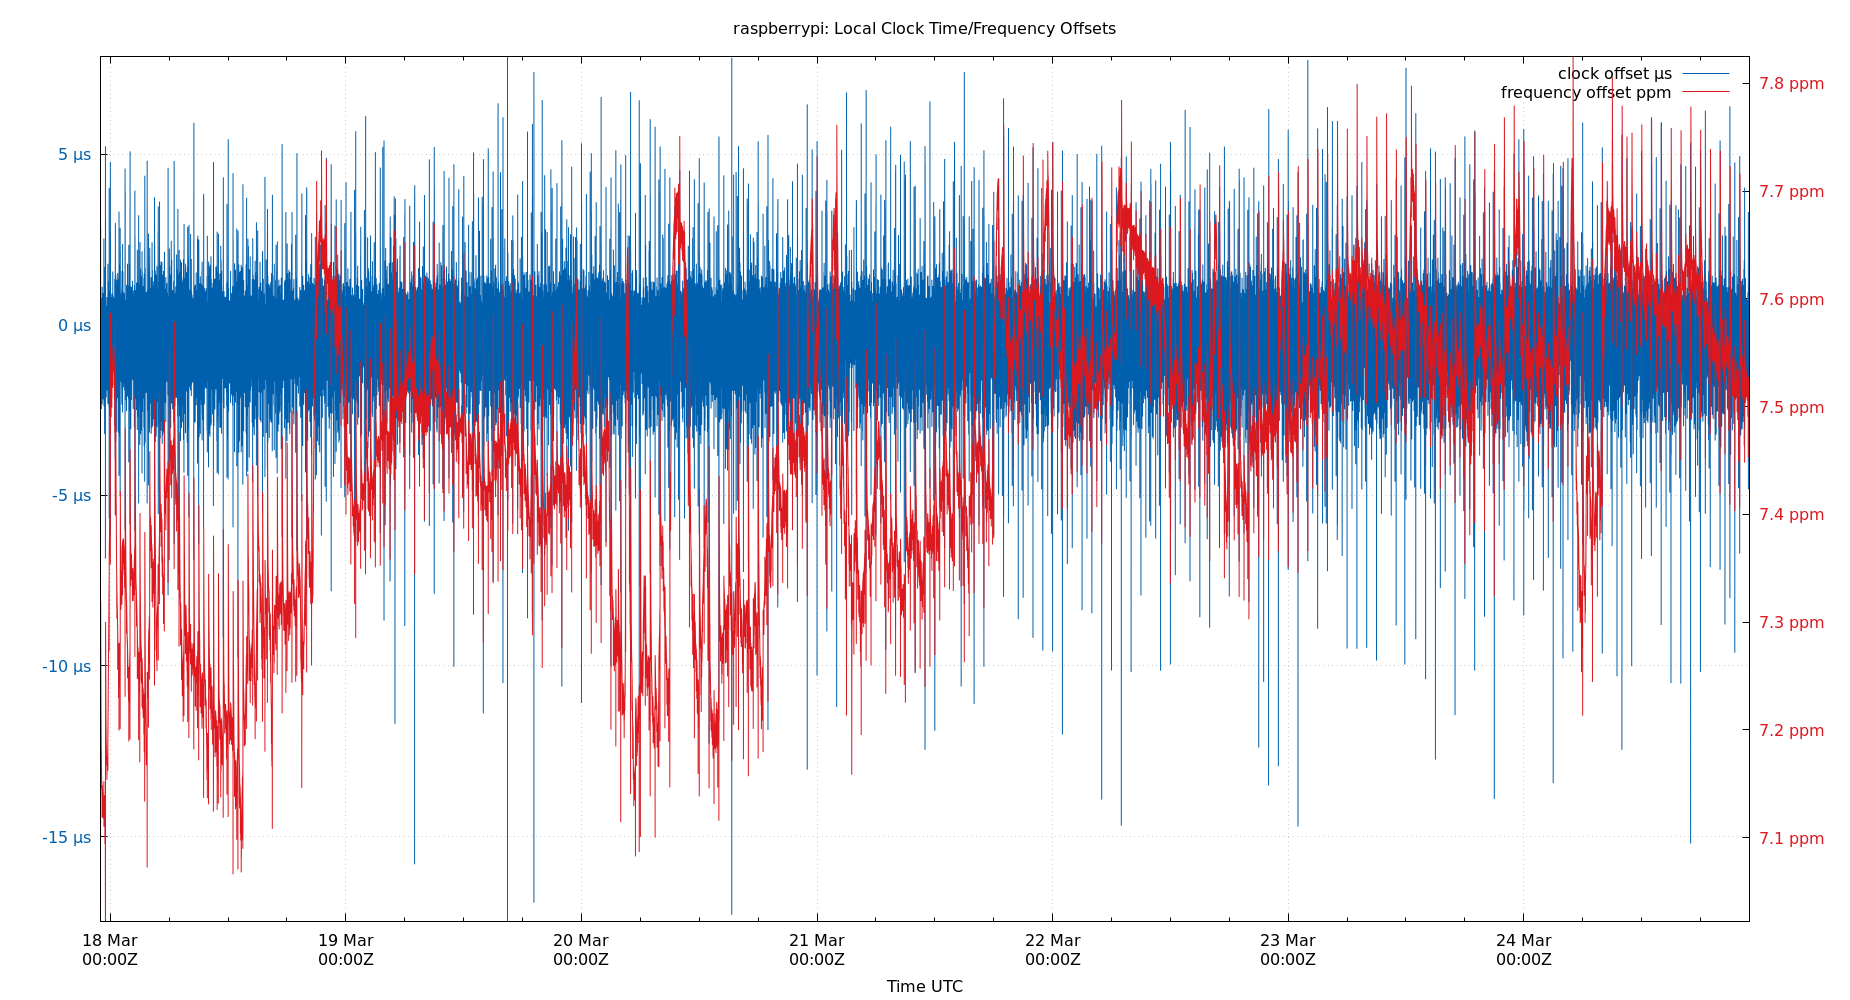 raspberrypi: Local Clock Time/Frequency Offsets
clock offset µs
frequency offset ppm
5 µs
0 µs
-5 µs
-10 µs
-15 µs
7.8 ppm
7.7 ppm
7.6 ppm
7.5 ppm
7.4 ppm
7.3 ppm
7.2 ppm
7.1 ppm
18 Mar 19 Mar 20 Mar 21 Mar 22 Mar 23 Mar 24 Mar
00:00Z 00:00Z 00:00Z 00:00Z 00:00Z 00:00Z 00:00Z
Time UTC